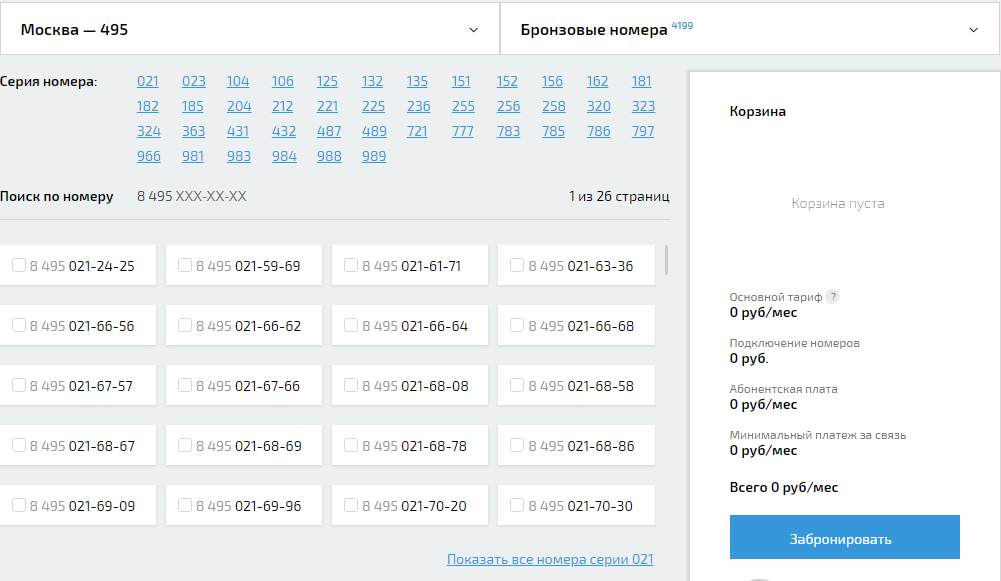 Москва — 495
Бронзовые номера 4199
Серия номера: 021 023 104 106 125 132 135 151 152 156 162 181
182 185 204 212 221 225 236 255 256 258 320 323
324 363 431 432 487 489 721 777 783 785 786 797
966 981 983 984 988 989
Поиск по номеру 8 495 XXX-XX-XX 1 из 26 страниц
8 495 021-24-25 8 495 021-59-69 8 495 021-61-71 8 495 021-63-36
8 495 021-66-56 8 495 021-66-62 8 495 021-66-64 8 495 021-66-68
8 495 021-67-57 8 495 021-67-66 8 495 021-68-08 8 495 021-68-58
8 495 021-68-67 8 495 021-68-69 8 495 021-68-78 8 495 021-68-86
8 495 021-69-09 8 495 021-69-96 8 495 021-70-20 8 495 021-70-30
Показать все номера серии 021
Корзина
Корзина пуста
Основной тариф ?
0 руб/мес
Подключение номеров
0 руб.
Абонентская плата
0 руб/мес
Минимальный платеж за связь
0 руб/мес
Всего 0 руб/мес
Забронировать